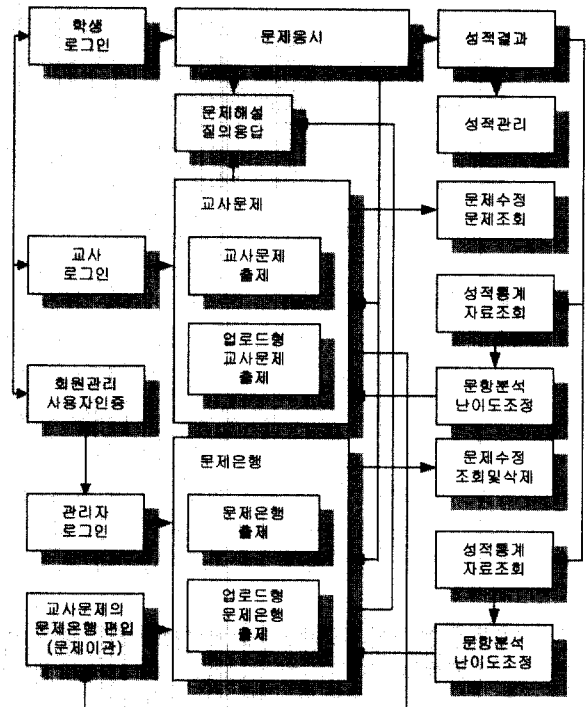 학생
로그인
문제응시
성적결과
문제해설
질의응답
성적관리
교사문제
문제수정
문제조회
교사
로그인
교사문제
출제
성적통계
자료조회
업로드형
교사문제
출제
회원관리
사용자인증
문항분석
난이도조정
문제은행
문제수정
조회및삭제
관리자
로그인
문제은행
출제
성적통계
자료조회
교사문제의
문제은행 편입
(문제이관)
업로드형
문제은행
출제
문항분석
난이도조정